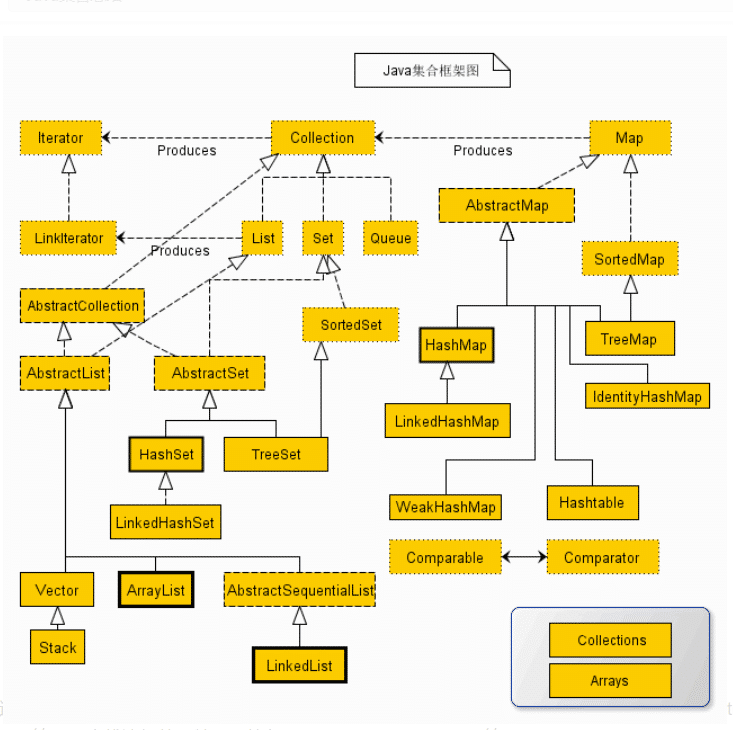 Java集合框架图
Iterator
Collection
Map
Produces
Produces
AbstractMap
LinkIterator
List
Set
Queue
Produces
SortedMap
AbstractCollection
SortedSet
HashMap
TreeMap
AbstractList
AbstractSet
IdentityHashMap
LinkedHashMap
HashSet
TreeSet
WeakHashMap
Hashtable
LinkedHashSet
Comparable
Comparator
Vector
ArrayList
AbstractSequentialList
Stack
LinkedList
Collections
Arrays